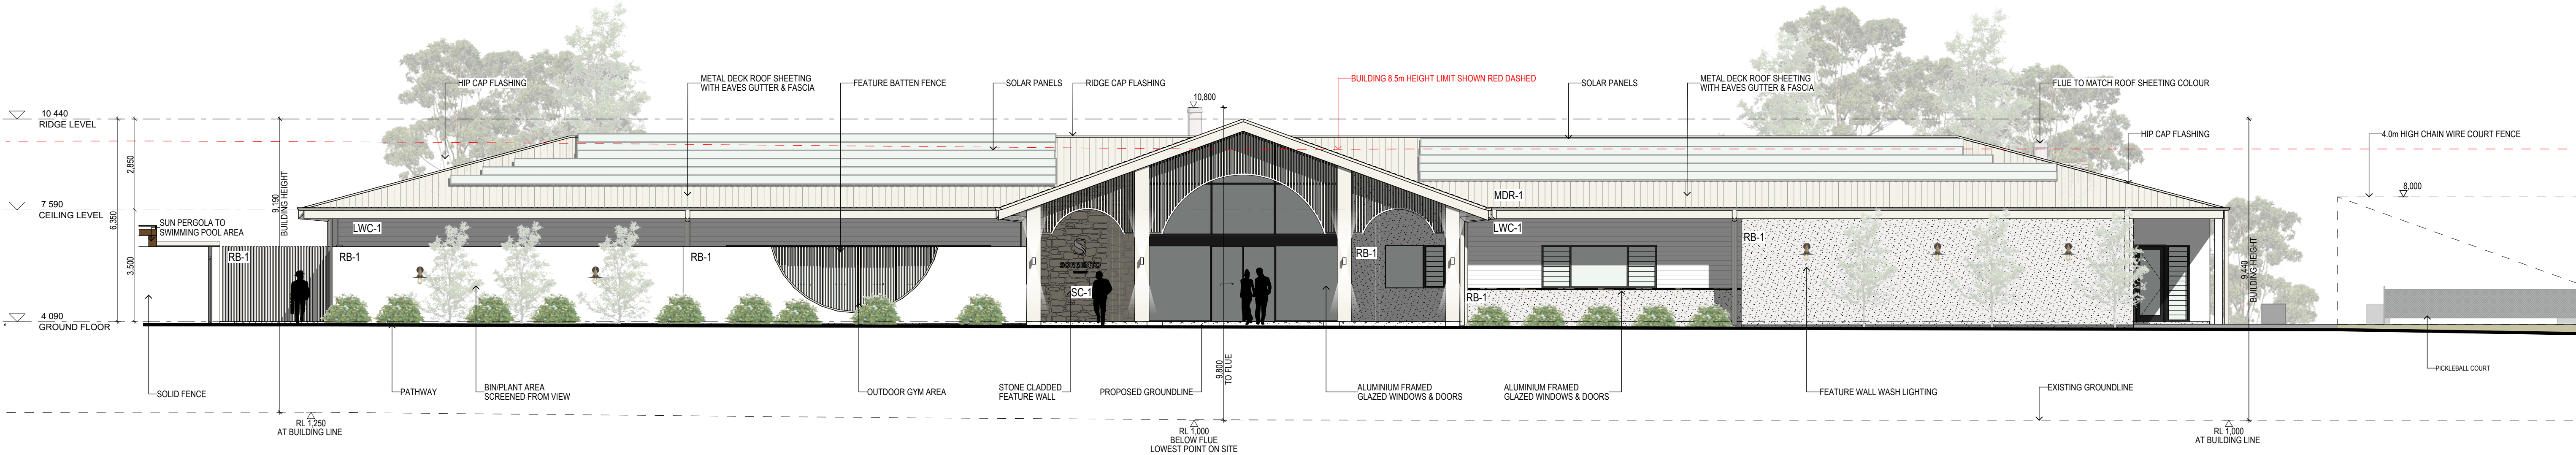 HIP CAP FLASHING
METAL DECK ROOF SHEETING
WITH EAVES GUTTER & FASCIA
FEATURE BATTEN FENCE
SOLAR PANELS
RIDGE CAP FLASHING
BUILDING 8.5m HEIGHT LIMIT SHOWN RED DASHED
SOLAR PANELS
METAL DECK ROOF SHEETING
WITH EAVES GUTTER & FASCIA
FLUE TO MATCH ROOF SHEETING COLOUR
10,800
10 440
RIDGE LEVEL
HIP CAP FLASHING
4.0m HIGH CHAIN WIRE COURT FENCE
2,850
8,000
9,190
BUILDING HEIGHT
MDR-1
7 590
CEILING LEVEL
6,350
SUN PERGOLA TO
SWIMMING POOL AREA
LWC-1
LWC-1
RB-1
RB-1
RB-1
RB-1
RB-1
3,500
SORRENTO
SC-1
RB-1
9,440
BUILDING HEIGHT
4 090
GROUND FLOOR
9,800
TO FLUE
SOLID FENCE
PATHWAY
BIN/PLANT AREA
SCREENED FROM VIEW
OUTDOOR GYM AREA
STONE CLADDED
FEATURE WALL
PROPOSED GROUNDLINE
ALUMINIUM FRAMED
GLAZED WINDOWS & DOORS
ALUMINIUM FRAMED
GLAZED WINDOWS & DOORS
FEATURE WALL WASH LIGHTING
EXISTING GROUNDLINE
PICKLEBALL COURT
RL 1,250
AT BUILDING LINE
RL 1,000
BELOW FLUE
LOWEST POINT ON SITE
RL 1,000
AT BUILDING LINE